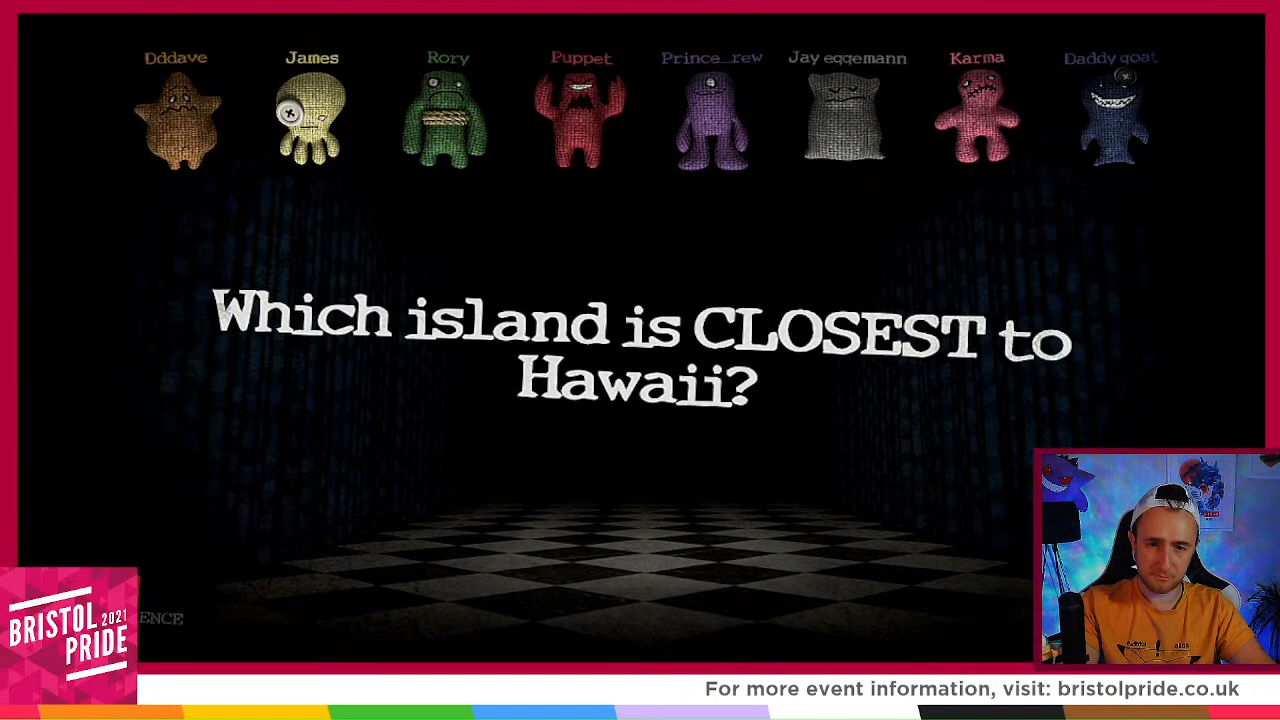 Dddave James Rory Puppet Prince_rew Jay eggemann Karma Daddy goat
Which island is CLOSEST to
Hawaii?
ENCE
BRISTOL 2021
PRIDE
For more event information, visit: bristolpride.co.uk